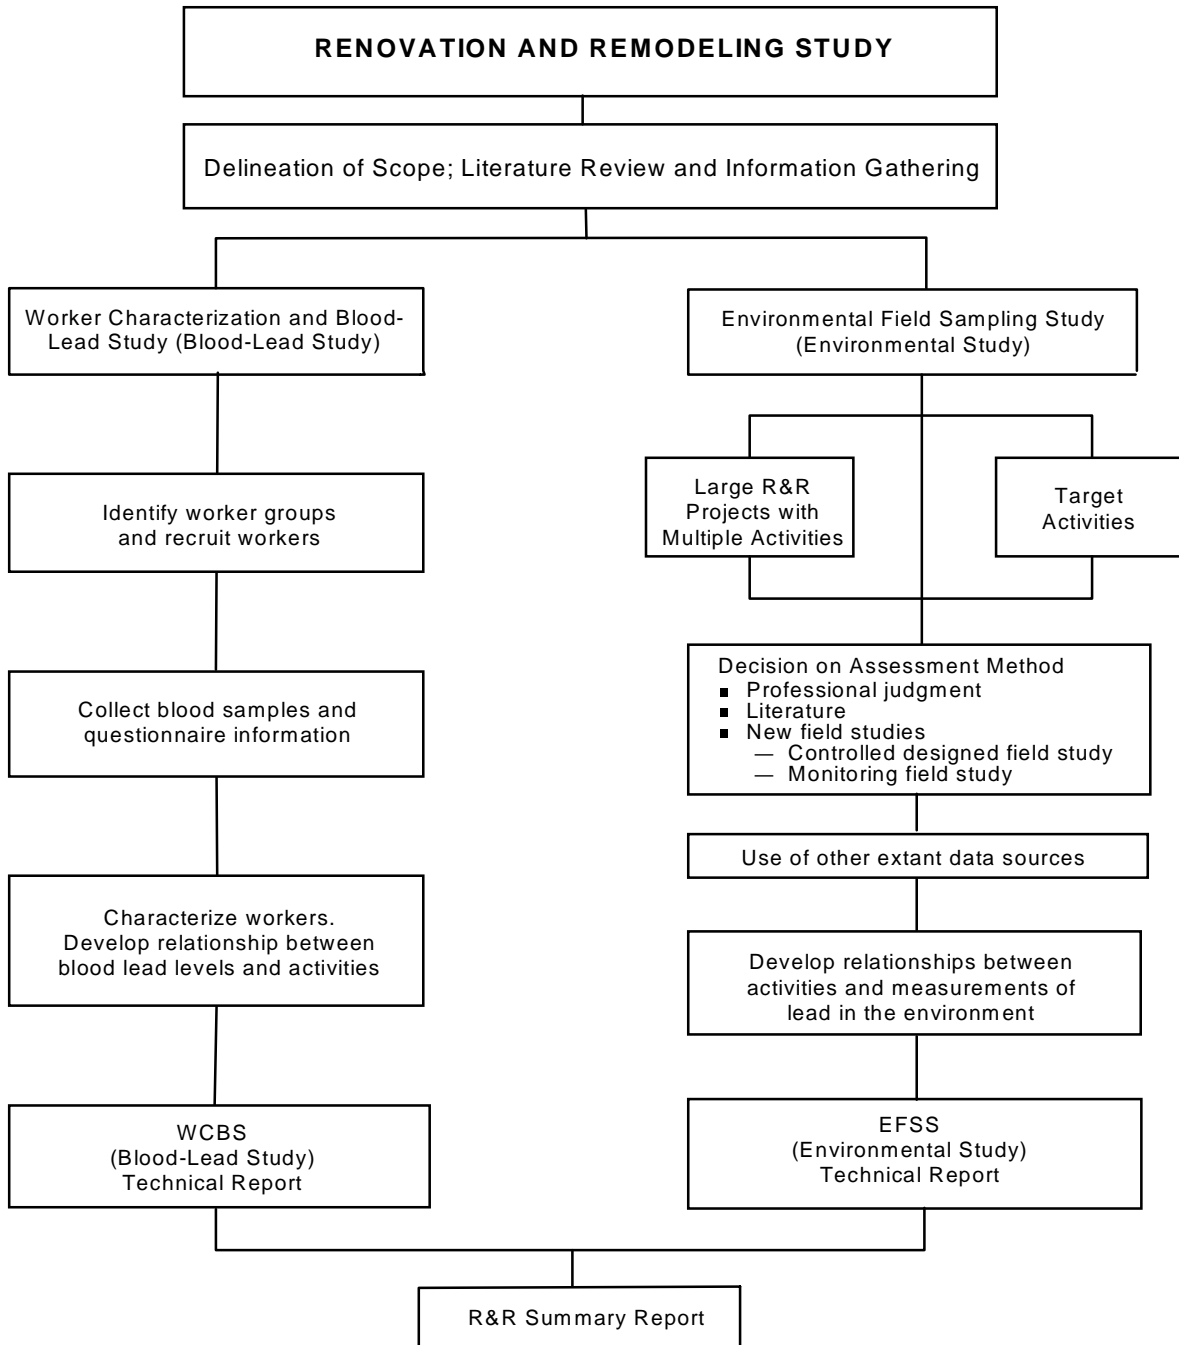 RENOVATION AND REMODELING STUDY
Delineation of Scope; Literature Review and Information Gathering
Worker Characterization and Blood-
Lead Study (Blood-Lead Study)
Identify worker groups
and recruit workers
Collect blood samples and
questionnaire information
Characterize workers.
Develop relationship between
blood lead levels and activities
WCBS
(Blood-Lead Study)
Technical Report
Environmental Field Sampling Study
(Environmental Study)
Large R&R
Projects with
Multiple Activities
Target
Activities
Decision on Assessment Method
■ Professional judgment
■ Literature
■ New field studies
— Controlled designed field study
— Monitoring field study
Use of other extant data sources
Develop relationships between
activities and measurements of
lead in the environment
EFSS
(Environmental Study)
Technical Report
R&R Summary Report